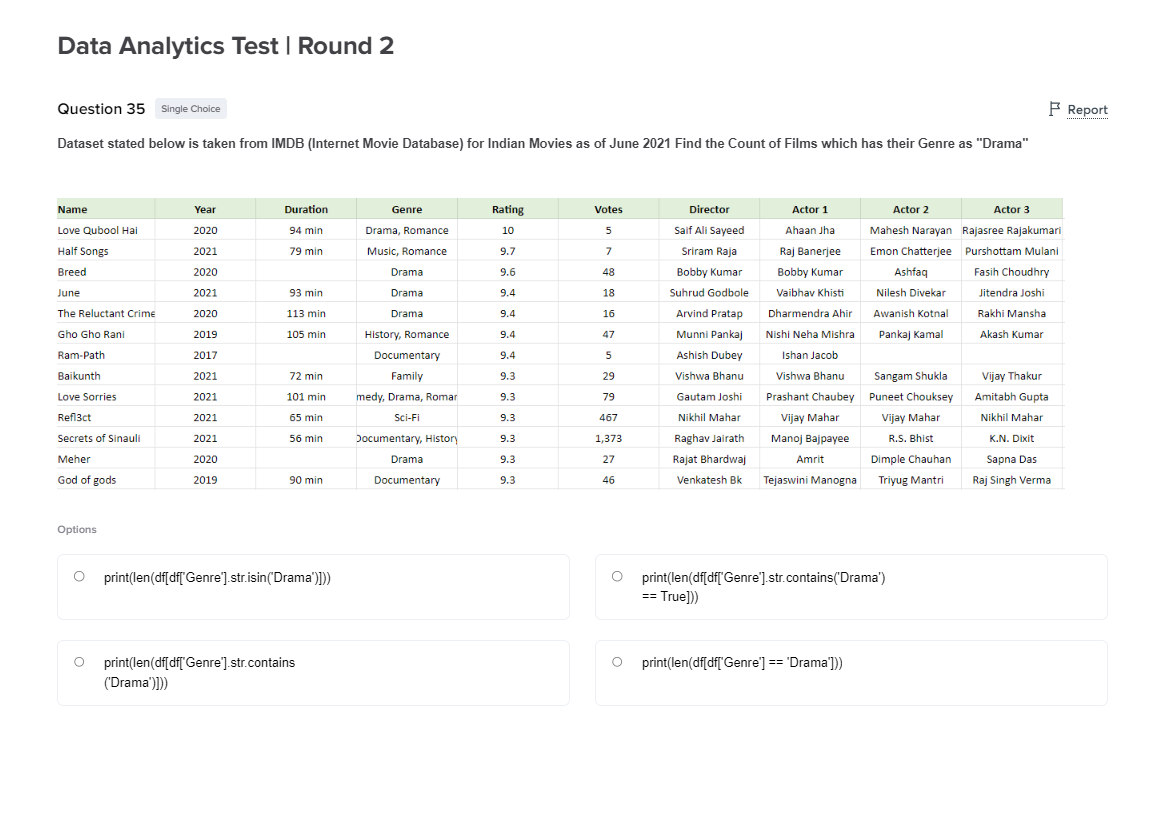 Data Analytics Test | Round 2
Question 35 Single Choice Report
Dataset stated below is taken from IMDB (Internet Movie Database) for Indian Movies as of June 2021 Find the Count of Films which has their Genre as "Drama"
Name Year Duration Genre Rating Votes Director Actor 1 Actor 2 Actor 3
Love Qubool Hai 2020 94 min Drama, Romance 10 5 Saif Ali Sayeed Ahaan Jha Mahesh Narayan Rajasree Rajakumari
Half Songs 2021 79 min Music, Romance 9.7 7 Sriram Raja Raj Banerjee Emon Chatterjee Purshottam Mulani
Breed 2020 Drama 9.6 48 Bobby Kumar Bobby Kumar Ashfaq Fasih Choudhry
June 2021 93 min Drama 9.4 18 Suhrud Godbole Vaibhav Khisti Nilesh Divekar Jitendra Joshi
The Reluctant Crime 2020 113 min Drama 9.4 16 Arvind Pratap Dharmendra Ahir Awanish Kotnal Rakhi Mansha
Gho Gho Rani 2019 105 min History, Romance 9.4 47 Munni Pankaj Nishi Neha Mishra Pankaj Kamal Akash Kumar
Ram-Path 2017 Documentary 9.4 5 Ashish Dubey Ishan Jacob
Baikunth 2021 72 min Family 9.3 29 Vishwa Bhanu Vishwa Bhanu Sangam Shukla Vijay Thakur
Love Sorries 2021 101 min medy, Drama, Romar 9.3 79 Gautam Joshi Prashant Chaubey Puneet Chouksey Amitabh Gupta
Refl3ct 2021 65 min Sci-Fi 9.3 467 Nikhil Mahar Vijay Mahar Vijay Mahar Nikhil Mahar
Secrets of Sinauli 2021 56 min Documentary, History 9.3 1,373 Raghav Jairath Manoj Bajpayee R.S. Bhist K.N. Dixit
Meher 2020 Drama 9.3 27 Rajat Bhardwaj Amrit Dimple Chauhan Sapna Das
God of gods 2019 90 min Documentary 9.3 46 Venkatesh Bk Tejaswini Manogna Triyug Mantri Raj Singh Verma
Options
print(len(df[df['Genre'].str.isin('Drama')]))
print(len(df[df['Genre'].str.contains('Drama')
== True]))
print(len(df[df['Genre'].str.contains
('Drama')]))
print(len(df[df['Genre'] == 'Drama']))